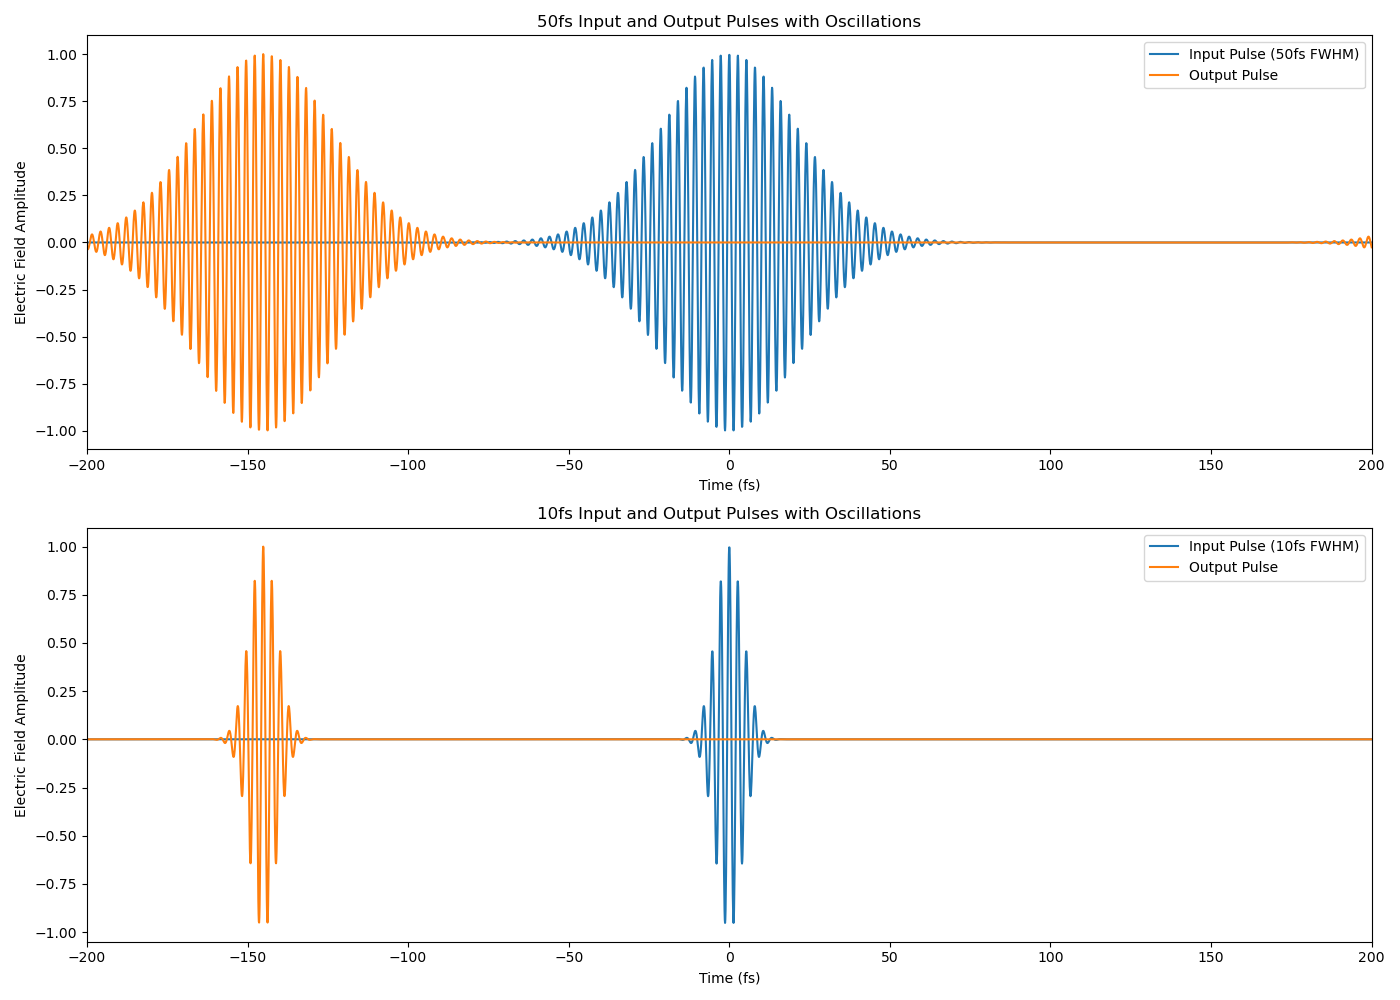 50fs Input and Output Pulses with Oscillations
Input Pulse (50fs FWHM)
Output Pulse
Electric Field Amplitude
1.00
0.75
0.50
0.25
0.00
−0.25
−0.50
−0.75
−1.00
−200 −150 −100 −50 0 50 100 150 200
Time (fs)
10fs Input and Output Pulses with Oscillations
Input Pulse (10fs FWHM)
Output Pulse
Electric Field Amplitude
1.00
0.75
0.50
0.25
0.00
−0.25
−0.50
−0.75
−1.00
−200 −150 −100 −50 0 50 100 150 200
Time (fs)